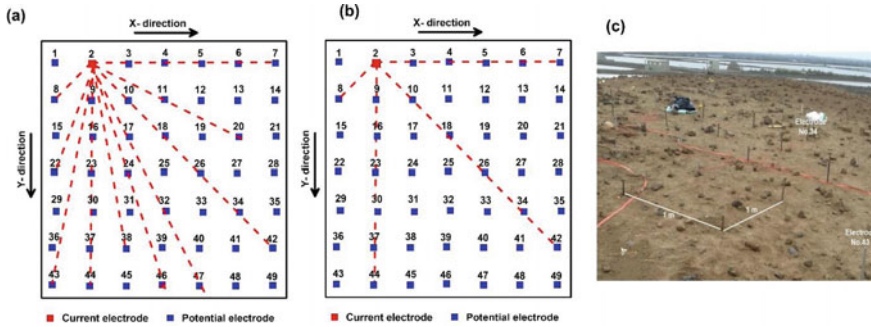 (a)
X- direction
1 2 3 4 5 6 7
8 9 10 11 12 13 14
15 16 17 18 19 20 21
22 23 24 25 26 27 28
29 30 31 32 33 34 35
36 37 38 39 40 41 42
43 44 45 46 47 48 49
Y- direction
Current electrode Potential electrode
(b)
X- direction
1 2 3 4 5 6 7
8 9 10 11 12 13 14
15 16 17 18 19 20 21
22 23 24 25 26 27 28
29 30 31 32 33 34 35
36 37 38 39 40 41 42
43 44 45 46 47 48 49
Y- direction
Current electrode Potential electrode
(c)
Electrode
No.34
1 m
1 m
Electrod